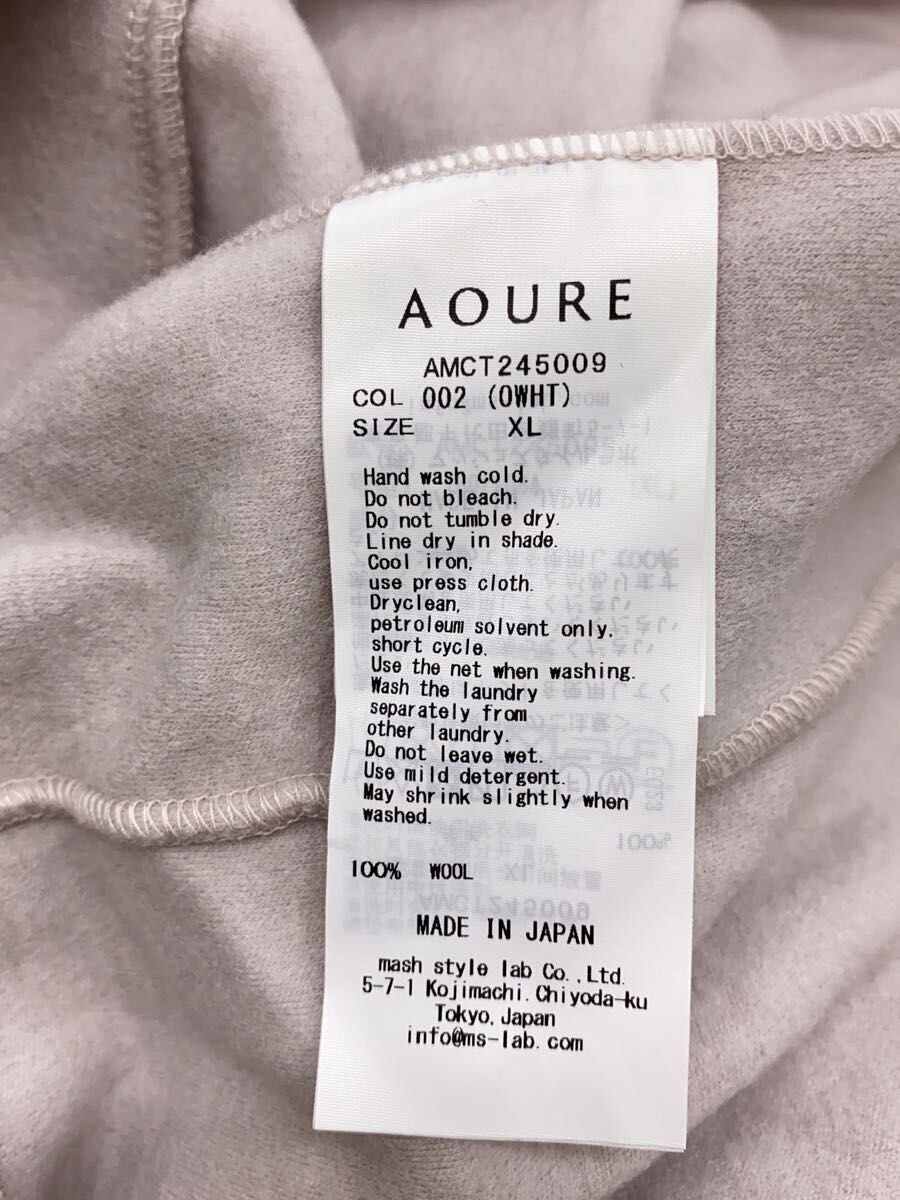 AOURE
AMCT245009
COL 002 (OWHT)
SIZE XL
Hand wash cold.
Do not bleach.
Do not tumble dry.
Line dry in shade.
Cool iron,
use press cloth.
Dryclean,
petroleum solvent only,
short cycle.
Use the net when washing.
Wash the laundry
separately from
other laundry.
Do not leave wet.
Use mild detergent.
May shrink slightly when
washed.
100% WOOL
MADE IN JAPAN
mash style lab Co.,Ltd.
5-7-1 Kojimachi.Chiyoda-ku
Tokyo,Japan
info@ms-lab.com